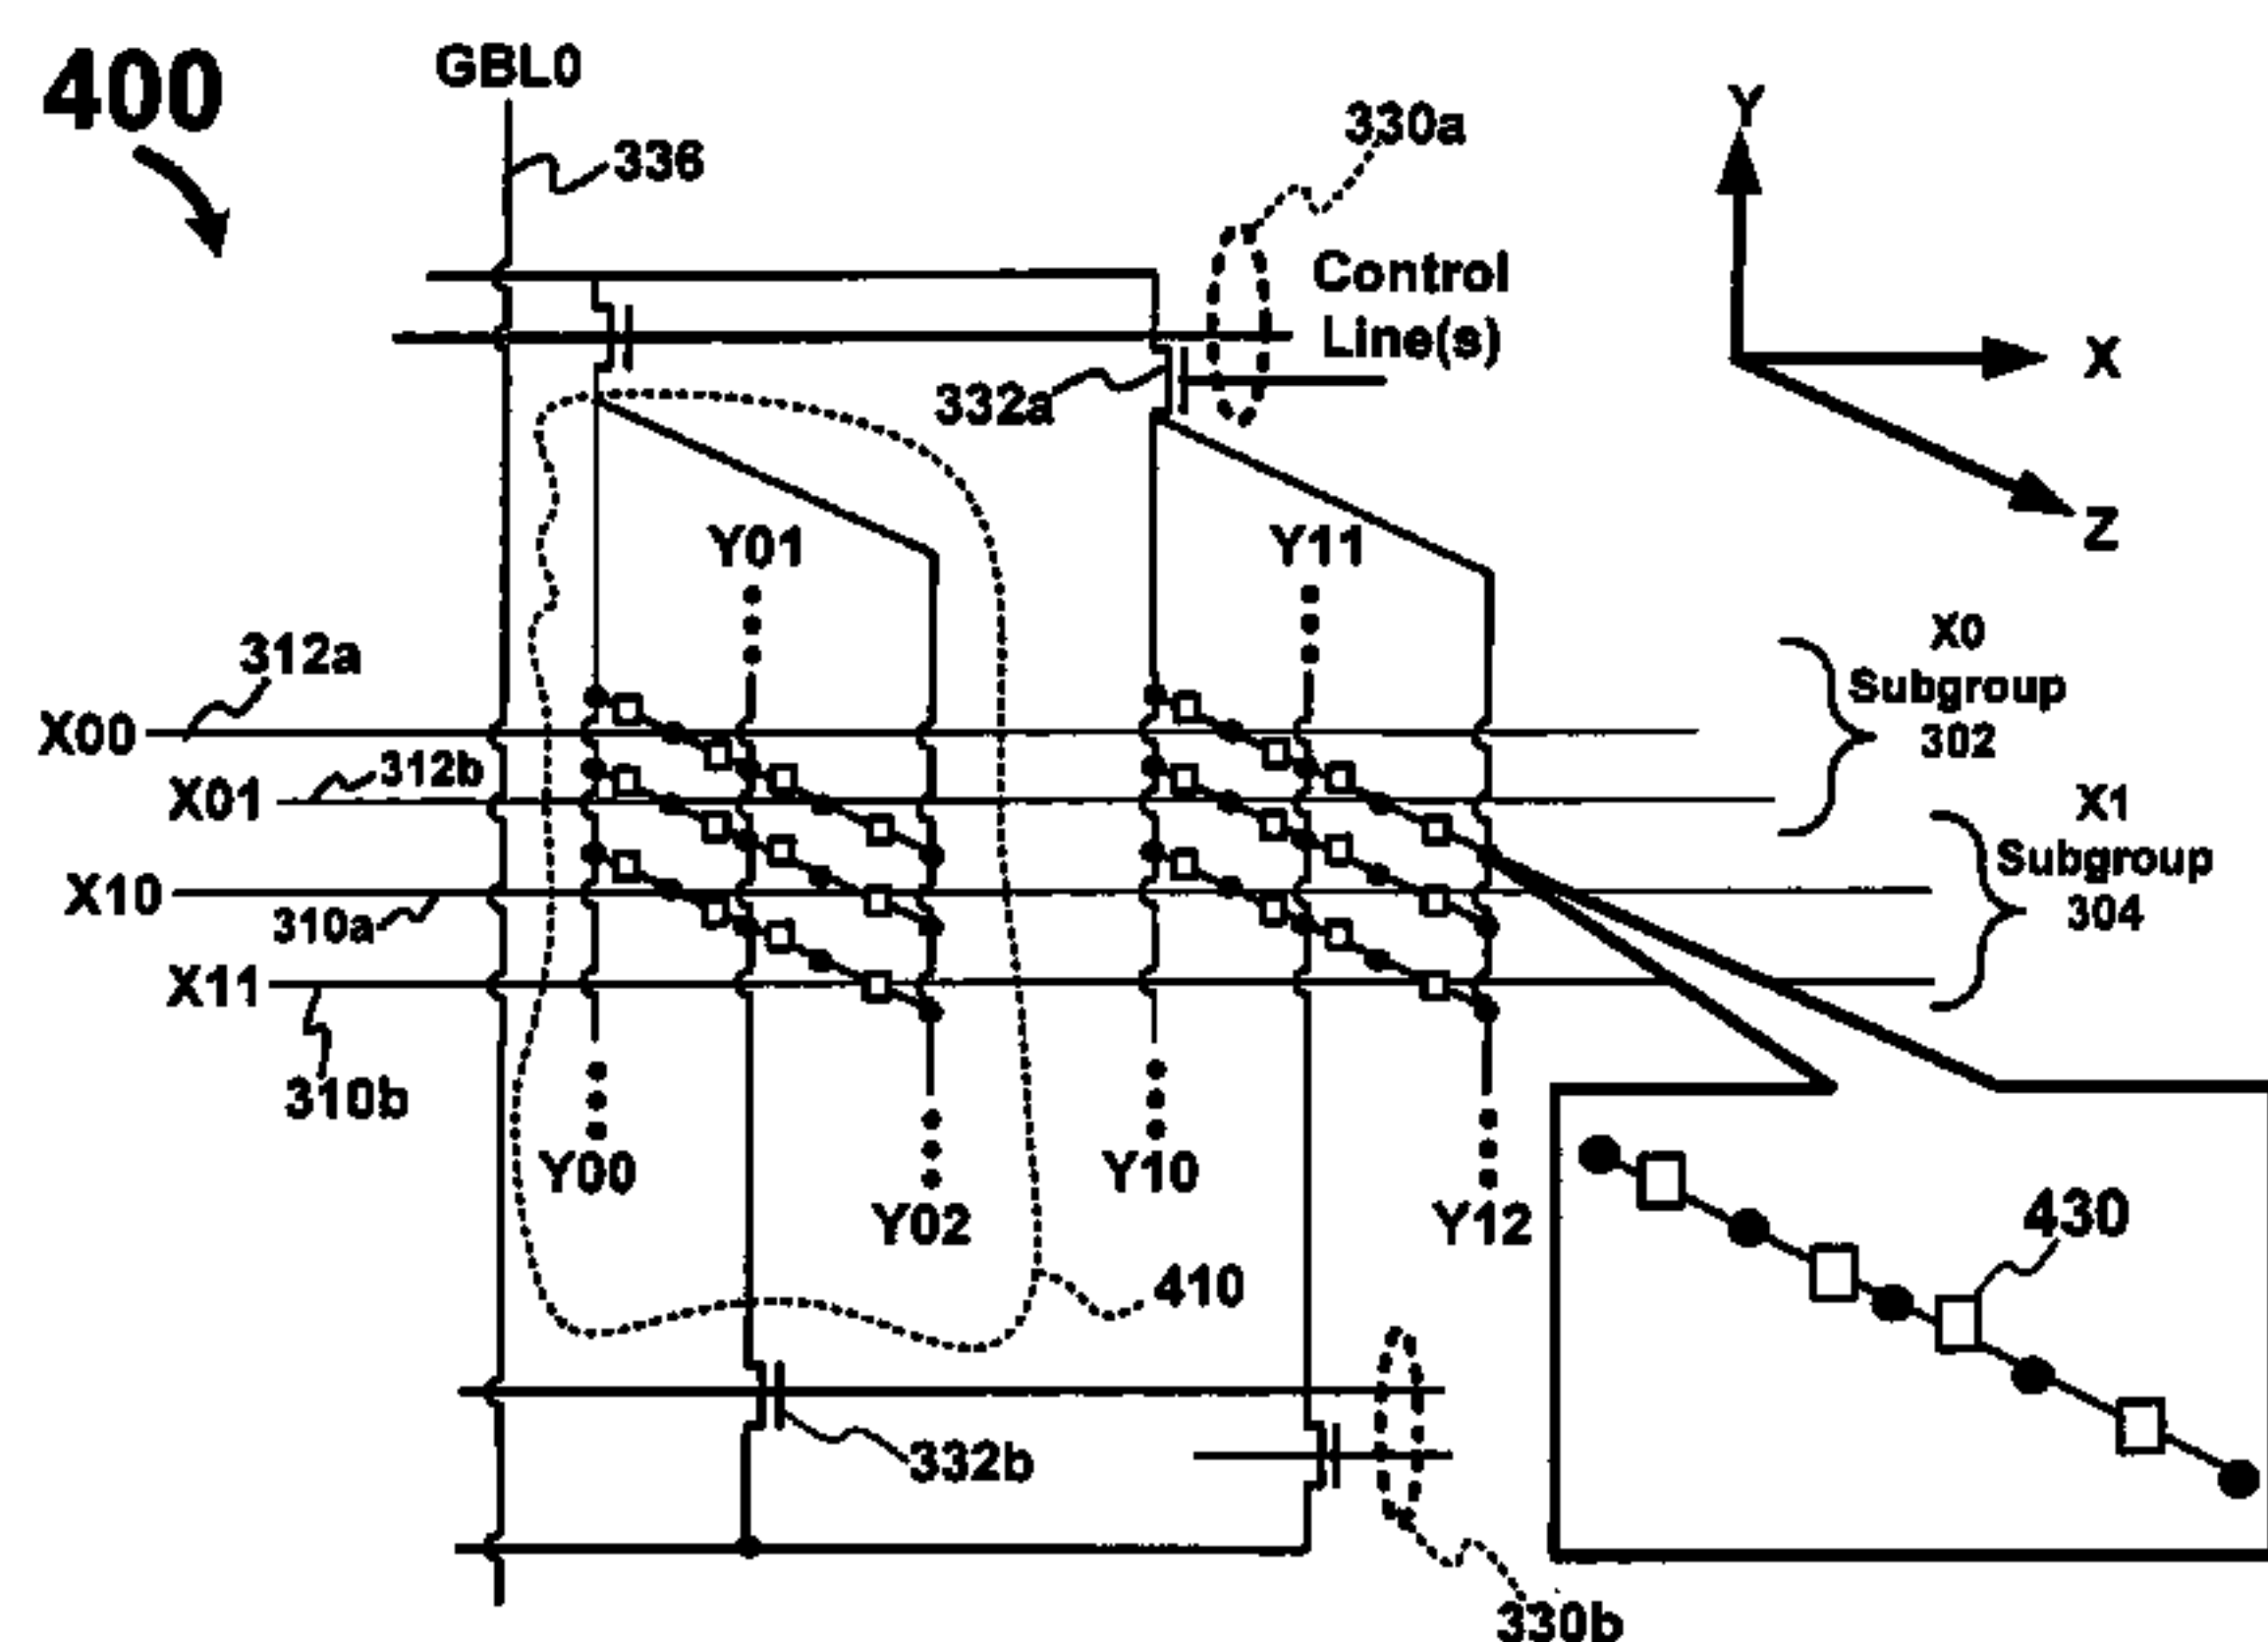 400
GBL0
336
330a
Control
Line(s)
332a
Y
X
Z
Y01
Y11
312a
X00
312b
X01
X10
310a
X11
310b
X0
Subgroup
302
X1
Subgroup
304
Y00
Y02
Y10
Y12
430
410
332b
330b